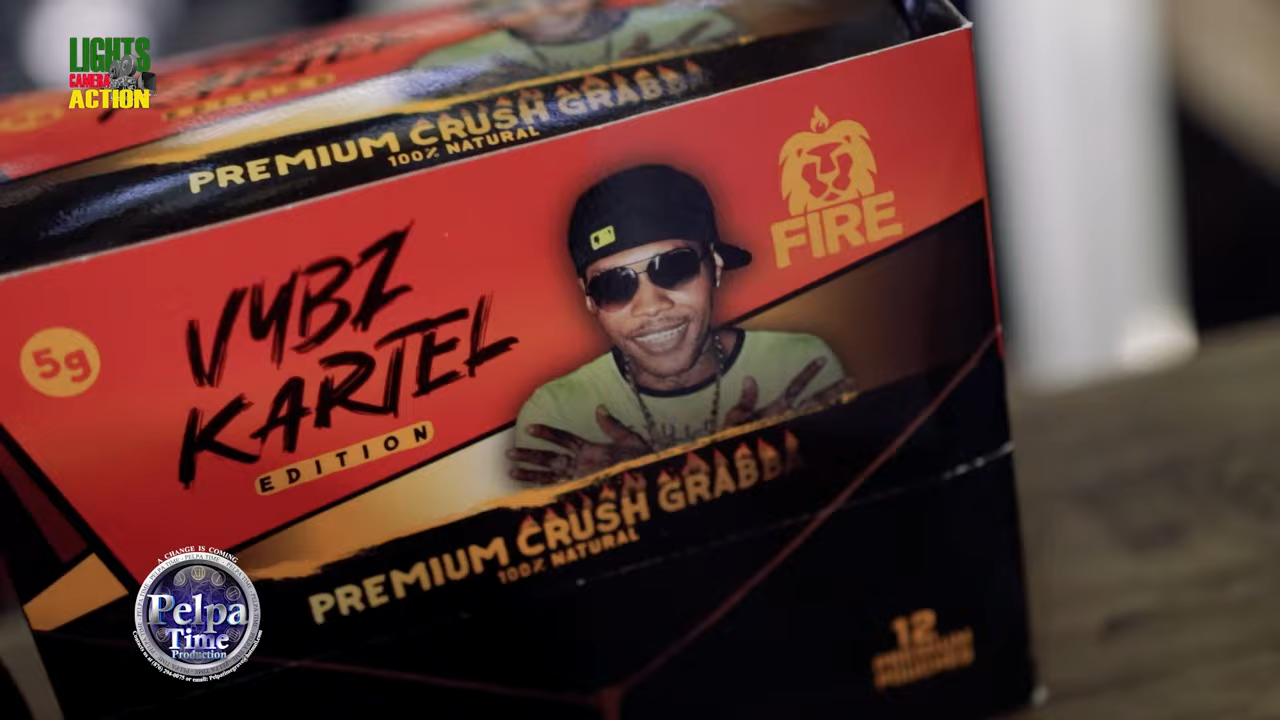 LIGHTS
CAMERA
ACTION
PREMIUM CRUSH GRABBA
100% NATURAL
FIRE
5g
VYBZ
KARTEL
EDITION
PREMIUM CRUSH GRABBA
100% NATURAL
12
PREMIUM
A CHANGE IS COMING
Pelpa
Time
Production